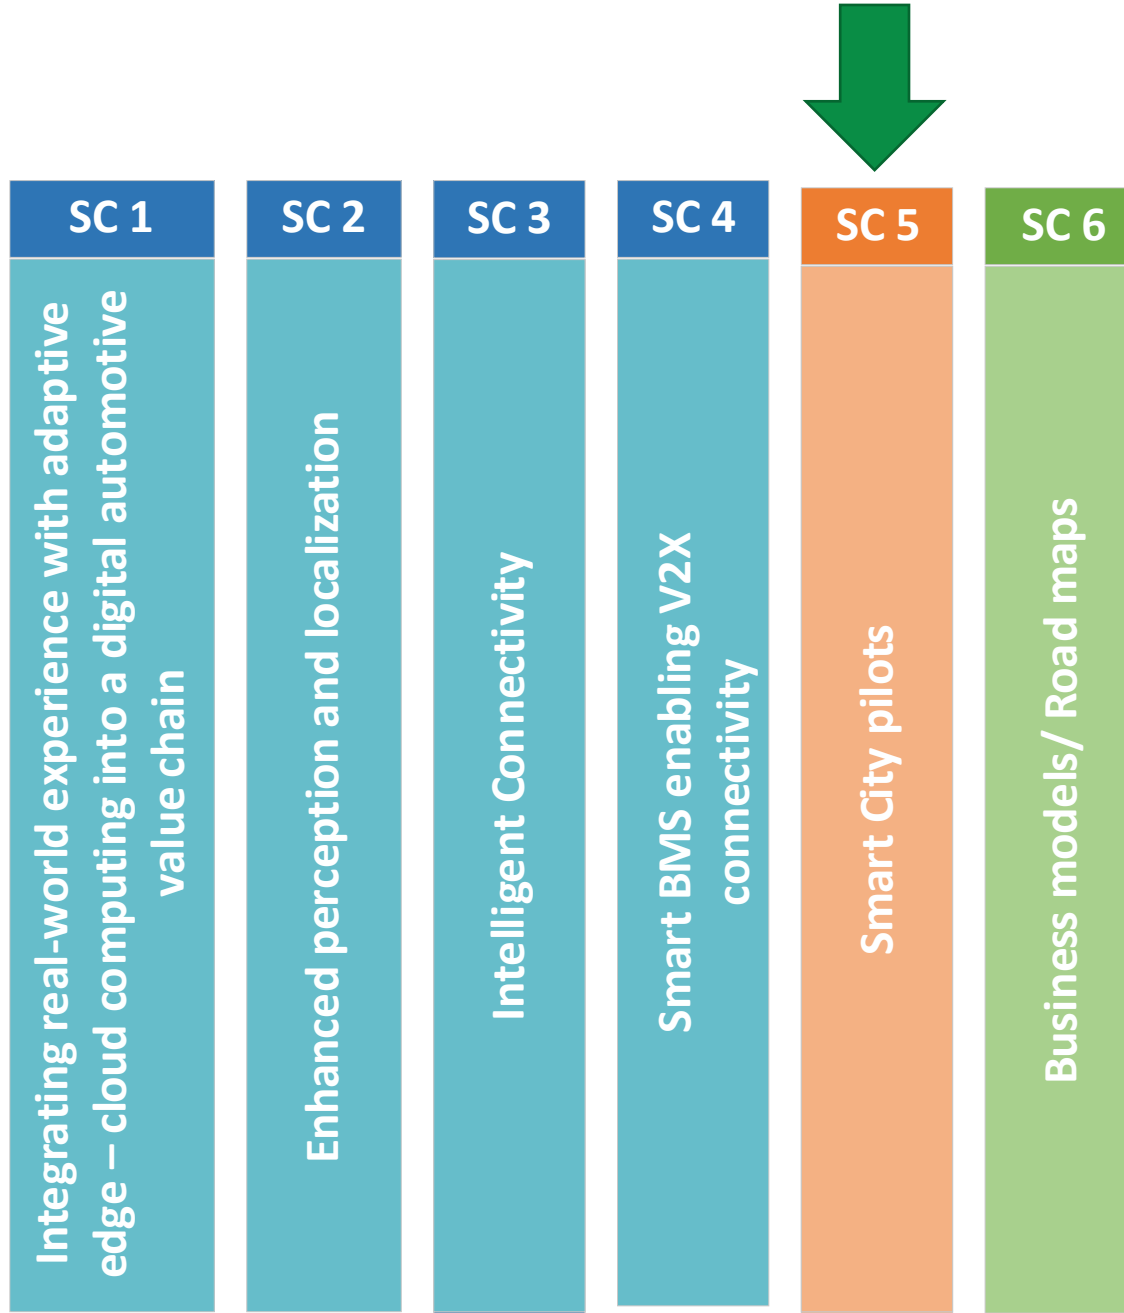 SC 1
Integrating real-world experience with adaptive
edge – cloud computing into a digital automotive
value chain
SC 2
Enhanced perception and localization
SC 3
Intelligent Connectivity
SC 4
Smart BMS enabling V2X
connectivity
SC 5
Smart City pilots
SC 6
Business models/ Road maps